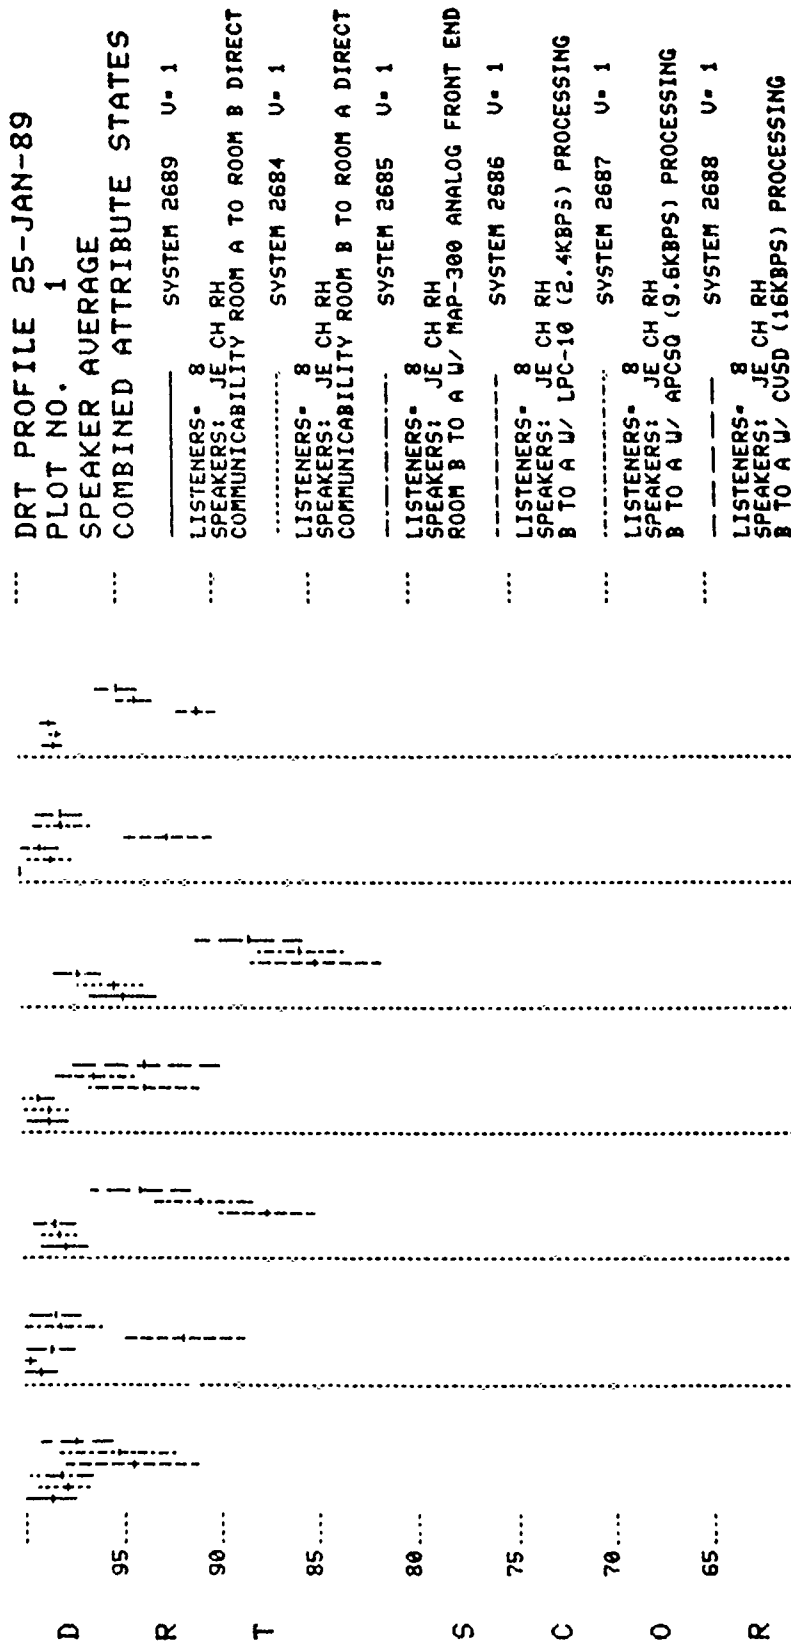 DRT PROFILE 25-JAN-89
PLOT NO. 1
SPEAKER AVERAGE
COMBINED ATTRIBUTE STATES
SYSTEM 2689 V= 1
LISTENERS= 8
SPEAKERS: JE CH RH
COMMUNICABILITY ROOM A TO ROOM B DIRECT
SYSTEM 2684 V= 1
LISTENERS= 8
SPEAKERS: JE CH RH
COMMUNICABILITY ROOM B TO ROOM A DIRECT
SYSTEM 2685 V= 1
LISTENERS= 8
SPEAKERS: JE CH RH
ROOM B TO A W/ MAP-300 ANALOG FRONT END
SYSTEM 2686 V= 1
LISTENERS= 8
SPEAKERS: JE CH RH
B TO A W/ LPC-10 (2.4KBPS) PROCESSING
SYSTEM 2687 V= 1
LISTENERS= 8
SPEAKERS: JE CH RH
B TO A W/ APCSQ (9.6KBPS) PROCESSING
SYSTEM 2688 V= 1
LISTENERS= 8
SPEAKERS: JE CH RH
B TO A W/ CVSD (16KBPS) PROCESSING
95
90
85
80
75
70
65
D R T S C O R